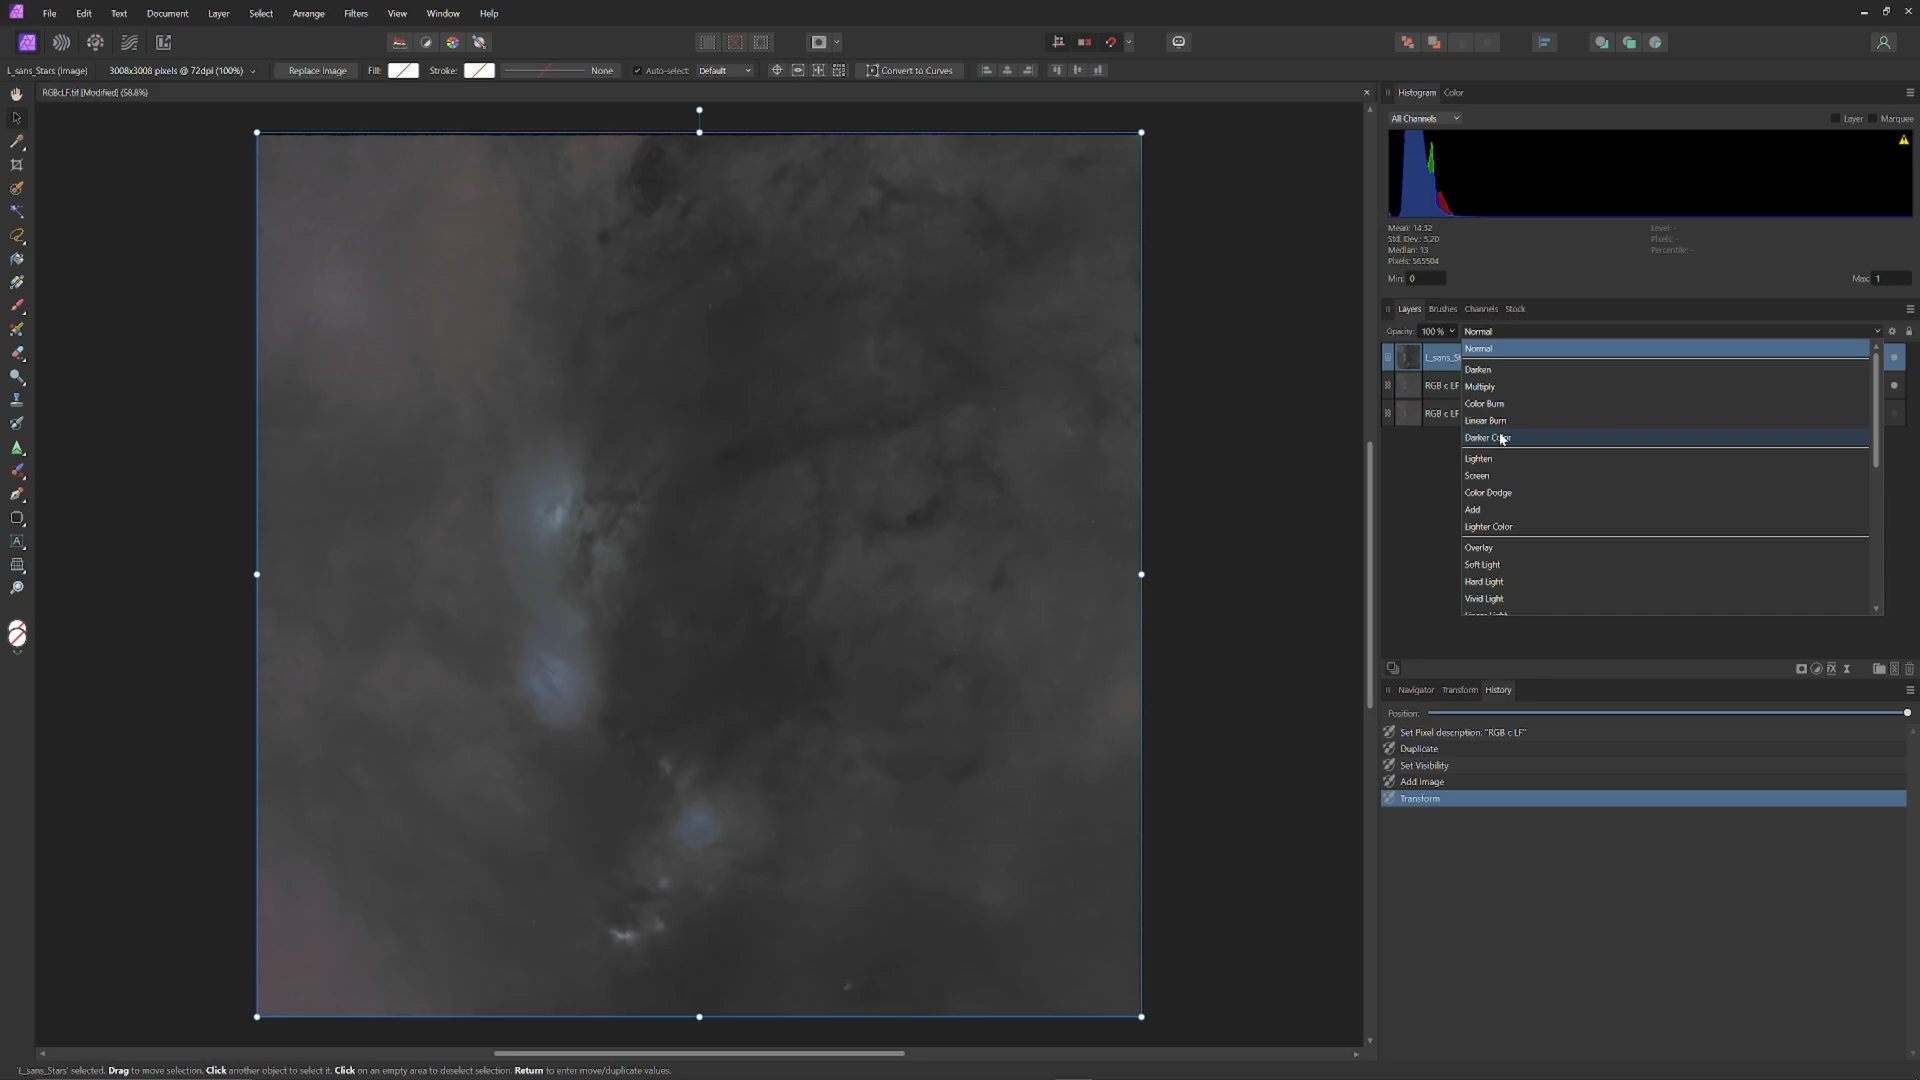 File Edit Text Document Layer Select Arrange Filters View Window Help
L_sans_Stars (Image) 3008x3008 pixels @ 72dpi (100%) Replace Image Fill: Stroke: None Auto-select: Default Convert to Curves
RGBcLF.tif [Modified] (58.8%)
Histogram Color
All Channels Layer Marquee
Mean: 14.32
Std. Dev.: 5.20
Median: 13
Pixels: 565504
Level: -
Pixels: -
Percentile: -
Min: 0 Max: 1
Layers Brushes Channels Stock
Opacity: 100 % Normal
Normal
L_sans_St
Darken
Multiply
RGB c LF
Color Burn
RGB c LF
Linear Burn
Darker Color
Lighten
Screen
Color Dodge
Add
Lighter Color
Overlay
Soft Light
Hard Light
Vivid Light
Linear Light
Navigator Transform History
Position:
Set Pixel description: "RGB c LF"
Duplicate
Set Visibility
Add Image
Transform
'L_sans_Stars' selected. Drag to move selection. Click another object to select it. Click on an empty area to deselect selection. Return to enter move/duplicate values.